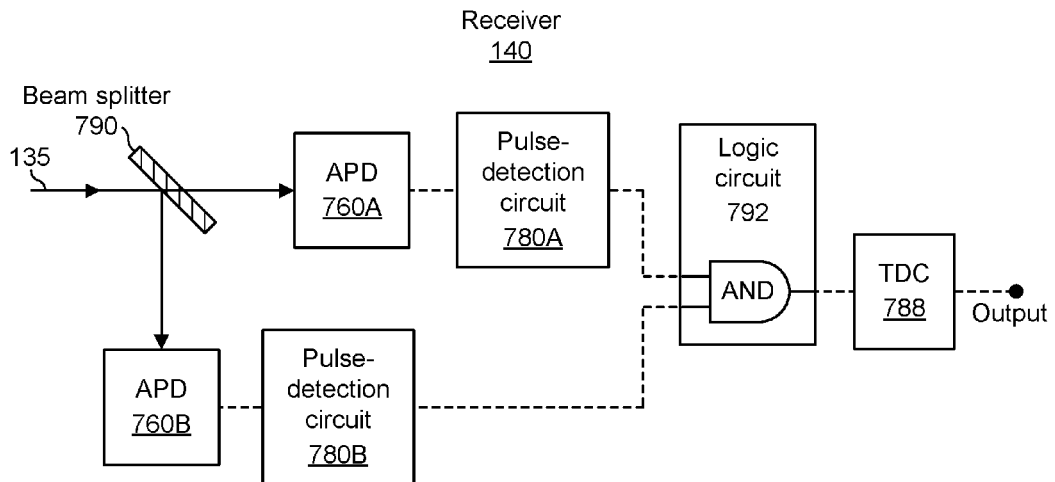 Receiver
140
Beam splitter
790
135
APD
760A
Pulse-
detection
circuit
780A
Logic
circuit
792
AND
TDC
788
Output
APD
760B
Pulse-
detection
circuit
780B